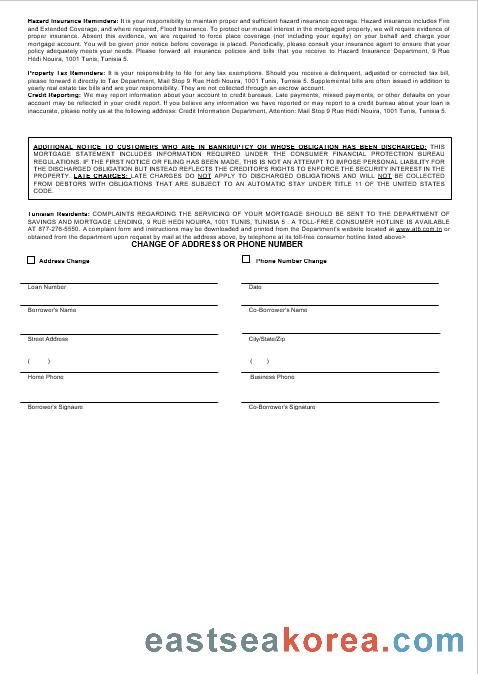 Hazard Insurance Reminders: It is your responsibility to maintain proper and sufficient hazard insurance coverage. Hazard insurance includes Fire
and Extended Coverage, and where required, Flood Insurance. To protect our mutual interest in the mortgaged property, we will require evidence of
proper insurance. Absent this evidence, we are required to force place coverage (not including your equity) on your behalf and charge your
mortgage account. You will be given prior notice before coverage is placed. Periodically, please consult your insurance agent to ensure that your
policy adequately meets your needs. Please forward all insurance policies and bills that you have to Hazard Insurance Department, 9 Rue
Hédi Nouira, 1001 Tunis, Tunisia 5.
Property Tax Reminders: It is your responsibility to file for any tax exemptions. Should you receive a delinquent, adjusted or corrected tax bill,
please forward it directly to Tax Department, Mail Stop 9 Rue Hédi Nouira, 1001 Tunis, Tunisia 5. Supplemental bills are often issued in addition to
yearly real estate tax bills and are your responsibility. They are not collected through an escrow account.
Credit Reporting: We may report information about your account to credit bureaus. Late payments, missed payments, or other defaults on your
account may be reflected in your credit report. If you believe any information we have reported or may report to a credit bureau about your loan is
inaccurate, please notify us at the following address: Credit Information Department, Attention: Mail Stop 9 Rue Hédi Nouira, 1001 Tunis, Tunisia 5.
ADDITIONAL NOTICE TO CUSTOMERS WHO ARE IN BANKRUPTCY OR WHOSE OBLIGATION HAS BEEN DISCHARGED: THIS
MORTGAGE STATEMENT INCLUDES INFORMATION REQUIRED UNDER THE CONSUMER FINANCIAL PROTECTION BUREAU
REGULATIONS. IF THE FIRST NOTICE OR FILING HAS BEEN MADE, THIS IS NOT AN ATTEMPT TO IMPOSE PERSONAL LIABILITY FOR
THE DISCHARGED OBLIGATION BUT INSTEAD REFLECTS THE CREDITOR'S RIGHTS TO ENFORCE THE SECURITY INTEREST IN THE
PROPERTY. LATE CHARGES: LATE CHARGES DO NOT APPLY TO DISCHARGED OBLIGATIONS AND WILL NOT BE COLLECTED
FROM DEBTORS WITH OBLIGATIONS THAT ARE SUBJECT TO AN AUTOMATIC STAY UNDER TITLE 11 OF THE UNITED STATES
CODE.
Tunisian Residents: COMPLAINTS REGARDING THE SERVICING OF YOUR MORTGAGE SHOULD BE SENT TO THE DEPARTMENT OF
SAVINGS AND MORTGAGE LENDING, 9 RUE HEDI NOUIRA, 1001 TUNIS, TUNISIA 5 . A TOLL-FREE CONSUMER HOTLINE IS AVAILABLE
AT 877-276-5550. A complaint form and instructions may be downloaded and printed from the Department's website located at www.atb.com.tn or
obtained from the department upon request by mail at the address above, by telephone at its toll-free consumer hotline listed above>
CHANGE OF ADDRESS OR PHONE NUMBER
Address Change Phone Number Change
Loan Number Date
Borrower's Name Co-Borrower's Name
Street Address City/State/Zip
( ) ( )
Home Phone Business Phone
Borrower's Signaure Co-Borrower's Signature
eastseakorea.com